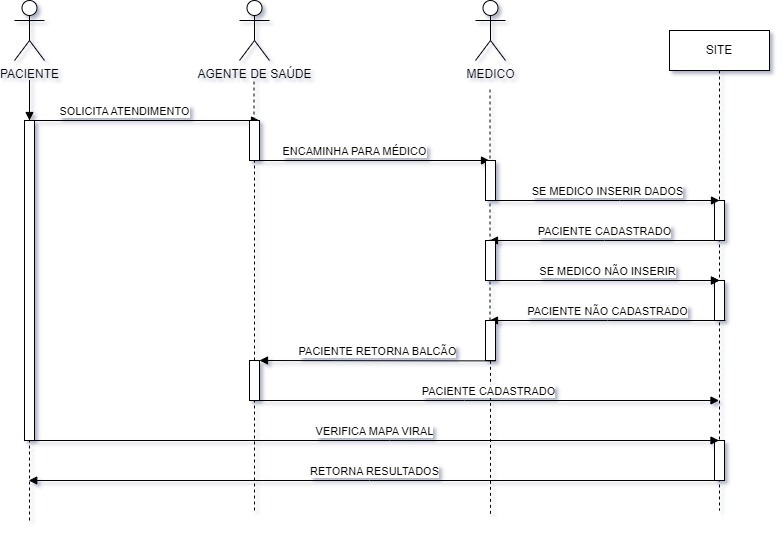 SITE
PACIENTE
AGENTE DE SAÚDE
MEDICO
SOLICITA ATENDIMENTO
ENCAMINHA PARA MÉDICO
SE MEDICO INSERIR DADOS
PACIENTE CADASTRADO
SE MEDICO NÃO INSERIR
PACIENTE NÃO CADASTRADO
PACIENTE RETORNA BALCÃO
PACIENTE CADASTRADO
VERIFICA MAPA VIRAL
RETORNA RESULTADOS